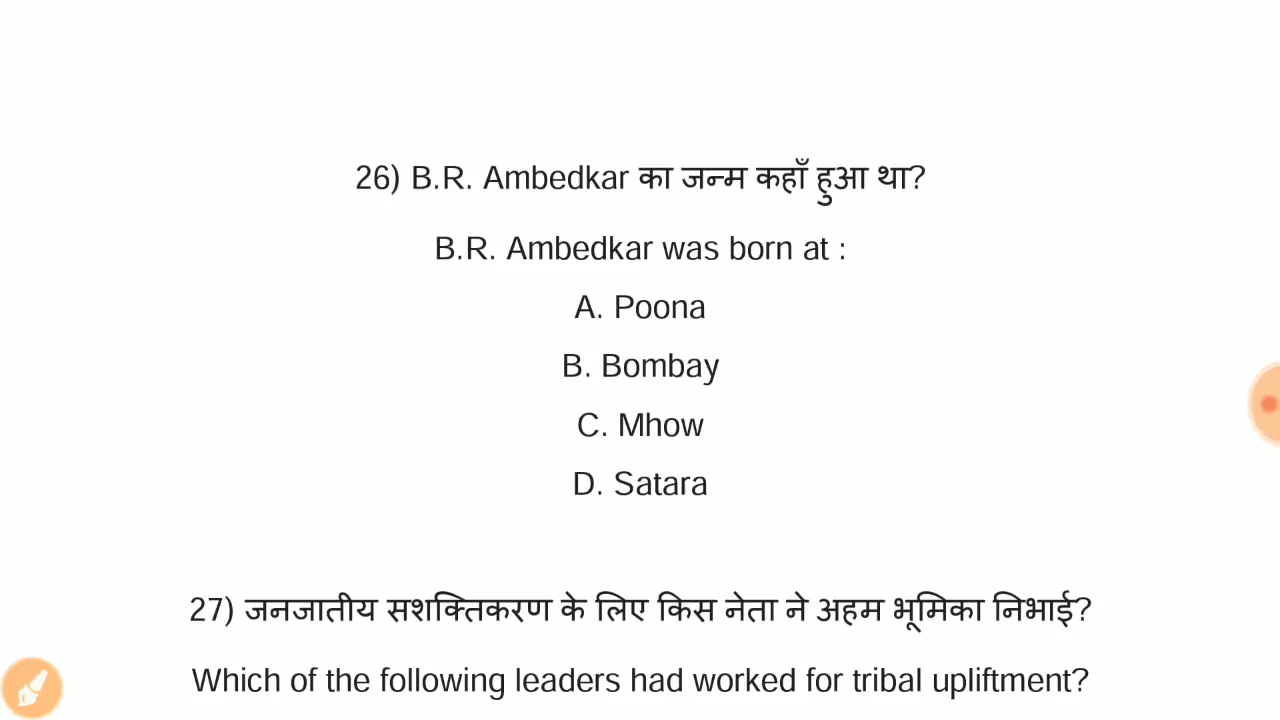 26) B.R. Ambedkar का जन्म कहाँ हुआ था?
B.R. Ambedkar was born at :
A. Poona
B. Bombay
C. Mhow
D. Satara
27) जनजातीय सशक्तिकरण के लिए किस नेता ने अहम भूमिका निभाई?
Which of the following leaders had worked for tribal upliftment?